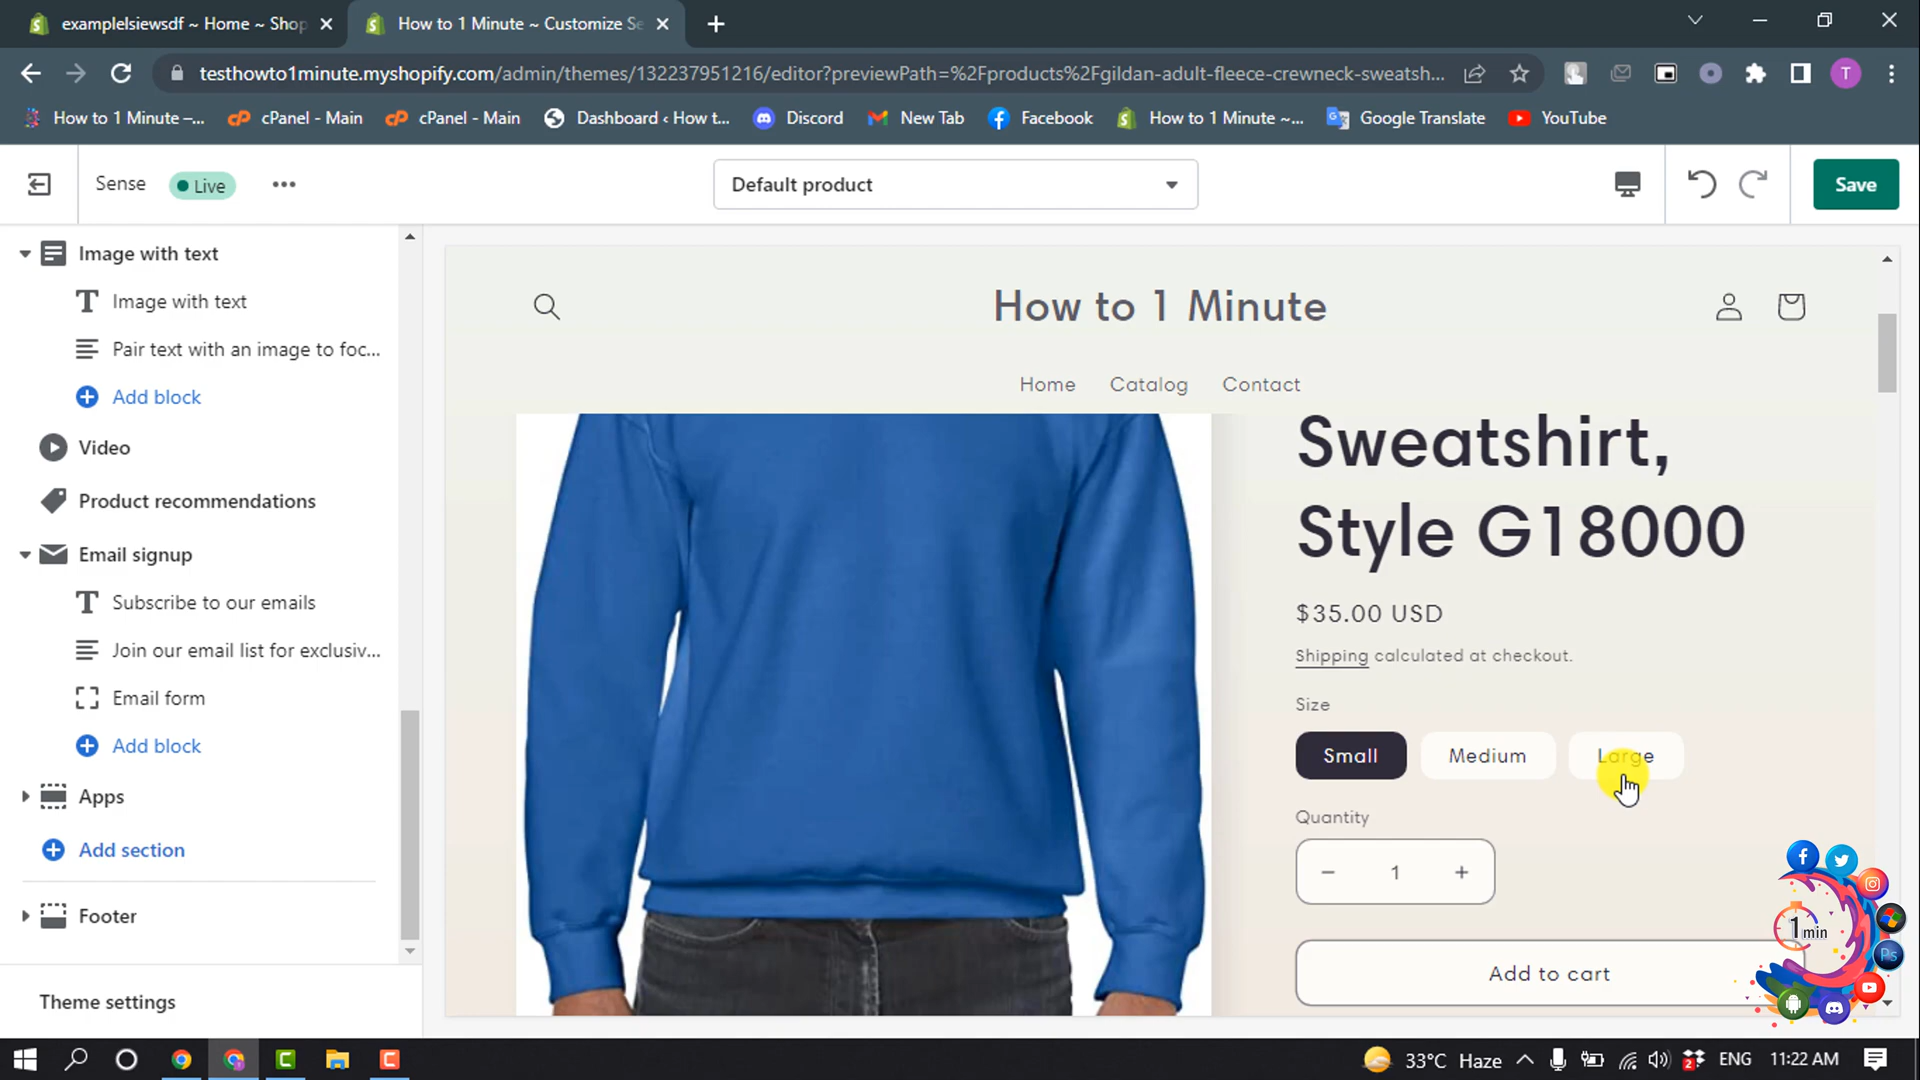 examplelsiewsdf ~ Home ~ Shop
How to 1 Minute ~ Customize Se
testhowto1minute.myshopify.com/admin/themes/132237951216/editor?previewPath=%2Fproducts%2Fgildan-adult-fleece-crewneck-sweatsh...
T
How to 1 Minute –...
cPanel - Main
cPanel - Main
Dashboard ‹ How t...
Discord
New Tab
Facebook
How to 1 Minute ~...
Google Translate
YouTube
Sense
Live
Default product
Save
Image with text
Image with text
Pair text with an image to foc...
Add block
Video
Product recommendations
Email signup
Subscribe to our emails
Join our email list for exclusiv...
Email form
Add block
Apps
Add section
Footer
Theme settings
How to 1 Minute
Home Catalog Contact
Sweatshirt,
Style G18000
$35.00 USD
Shipping calculated at checkout.
Size
Small Medium Large
Quantity
− 1 +
Add to cart
1 min
Ps
33°C Haze
2
ENG
11:22 AM